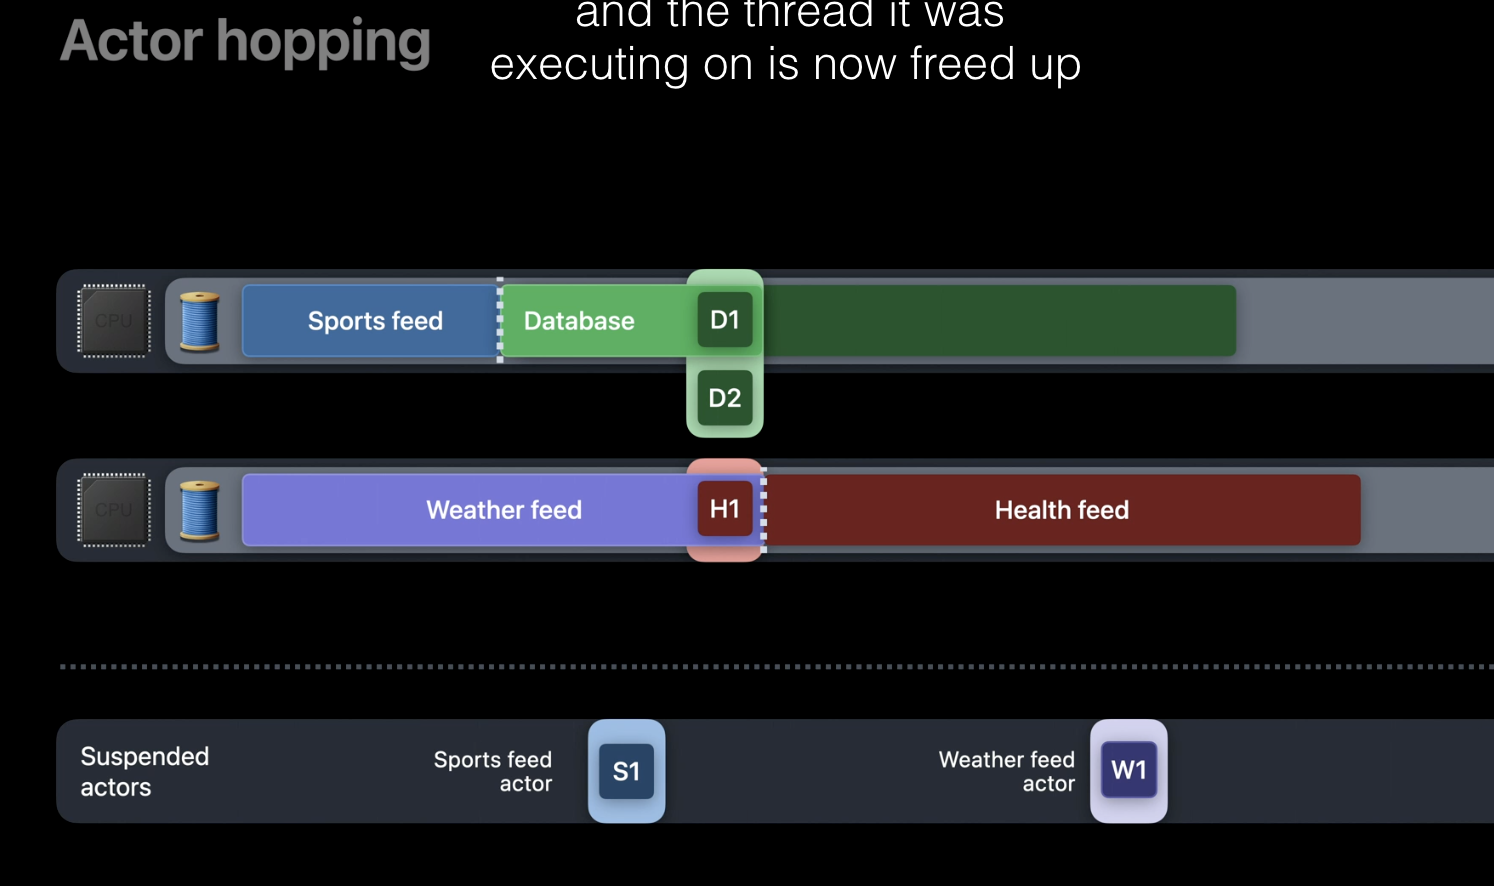 Actor hopping
and the thread it was
executing on is now freed up
CPU
Sports feed
Database
D1
D2
CPU
Weather feed
H1
Health feed
Suspended
actors
Sports feed
actor
S1
Weather feed
actor
W1